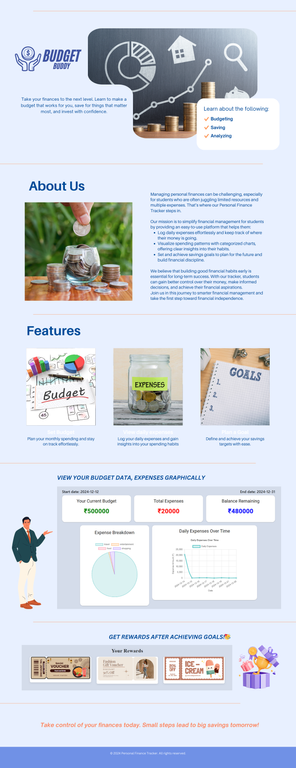 BUDGET
BUDDY
Take your finances to the next level. Learn to make a
budget that works for you, save for things that matter
most, and invest with confidence.
Learn about the following.
Budgeting
Saving
Analyzing
About Us
Managing personal finances can be challenging, especially
for students who are often juggling limited resources and
multiple expenses. That's where our Personal Finance
Tracker steps in.
Our mission is to simplify financial management for students
by providing an easy-to-use platform that helps them:
Log daily expenses effortlessly and keep track of where
their money is going.
Visualize spending patterns with categorized charts,
offering clear insights into their habits.
Set and achieve savings goals to plan for the future and
build financial discipline.
We believe that building good financial habits early is
essential for long-term success. With our tracker, students
can gain better control over their money, make informed
decisions, and achieve their financial aspirations.
Join us in this journey to smarter financial management and
take the first step toward financial independence.
Features
Budget
EXPENSES
GOALS
1.
2.
3.
Plan your monthly spending and stay
on track effortlessly.
Log your daily expenses and gain
insights into your spending habits
Define and achieve your savings
targets with ease.
VIEW YOUR BUDGET DATA, EXPENSES GRAPHICALLY
Start date: 2024-12-12
End date: 2024-12-31
Your Current Budget
₹500000
Total Expenses
₹20000
Balance Remaining
₹480000
Expense Breakdown
Daily Expenses Over Time
GET REWARDS AFTER ACHIEVING GOALS!
Your Rewards
VOUCHER
ICE
CREAM
Take control of your finances today. Small steps lead to big savings tomorrow!